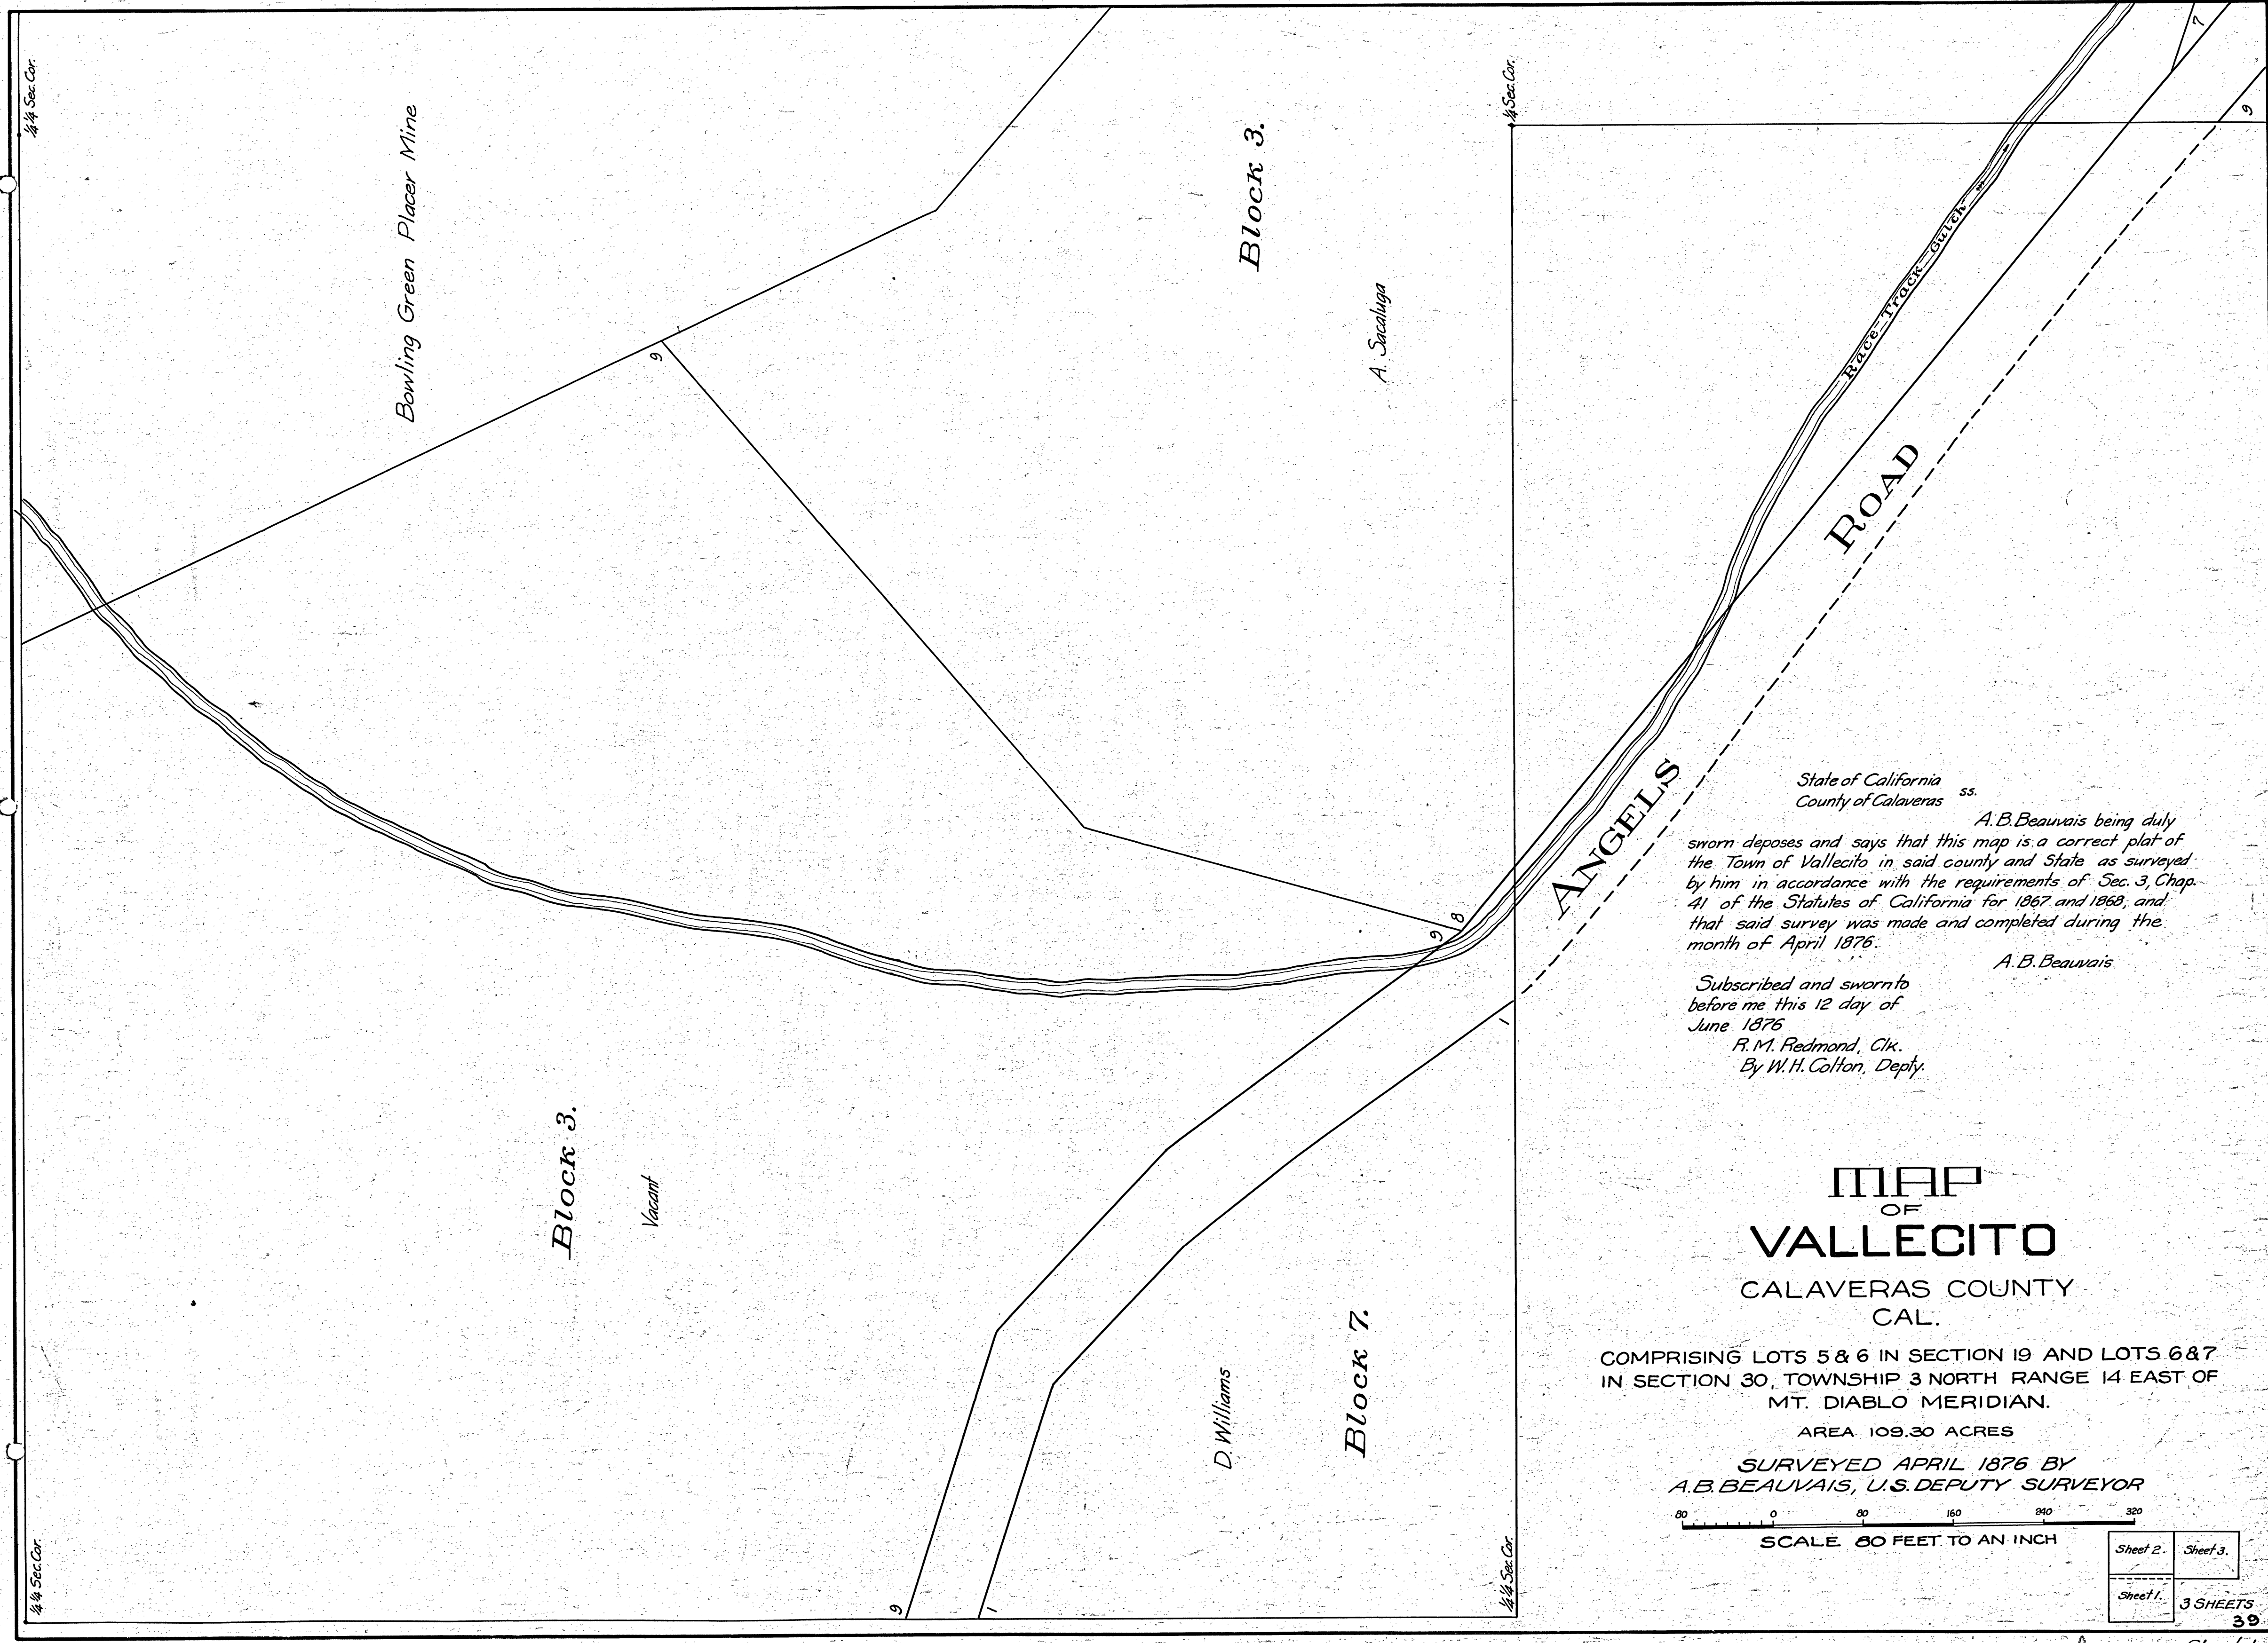 ¼ ¼ Sec. Cor.
Bowling Green Placer Mine
9
Block 3.
A. Sacaluga
¼ Sec. Cor.
7
9
Race-Track-Gulch
ANGELS ROAD
8
9
1
Block 3.
Vacant
D. Williams
Block 7.
9
1
¼ ¼ Sec. Cor.
¼ ¼ Sec. Cor.
State of California
County of Calaveras ss.
A. B. Beauvais being duly
sworn deposes and says that this map is a correct plat of
the Town of Vallecito in said county and State as surveyed
by him in accordance with the requirements of Sec. 3, Chap.
41 of the Statutes of California for 1867 and 1868, and
that said survey was made and completed during the
month of April 1876.
A. B. Beauvais
Subscribed and sworn to
before me this 12 day of
June 1876
R. M. Redmond, Clk.
By W. H. Colton, Depty.
MAP
OF
VALLECITO
CALAVERAS COUNTY
CAL.
COMPRISING LOTS 5 & 6 IN SECTION 19 AND LOTS 6 & 7
IN SECTION 30, TOWNSHIP 3 NORTH RANGE 14 EAST OF
MT. DIABLO MERIDIAN.
AREA 109.30 ACRES
SURVEYED APRIL 1876 BY
A. B. BEAUVAIS, U. S. DEPUTY SURVEYOR
80 0 80 160 240 320
SCALE 80 FEET TO AN INCH
Sheet 2. Sheet 3.
Sheet 1. 3 SHEETS
39